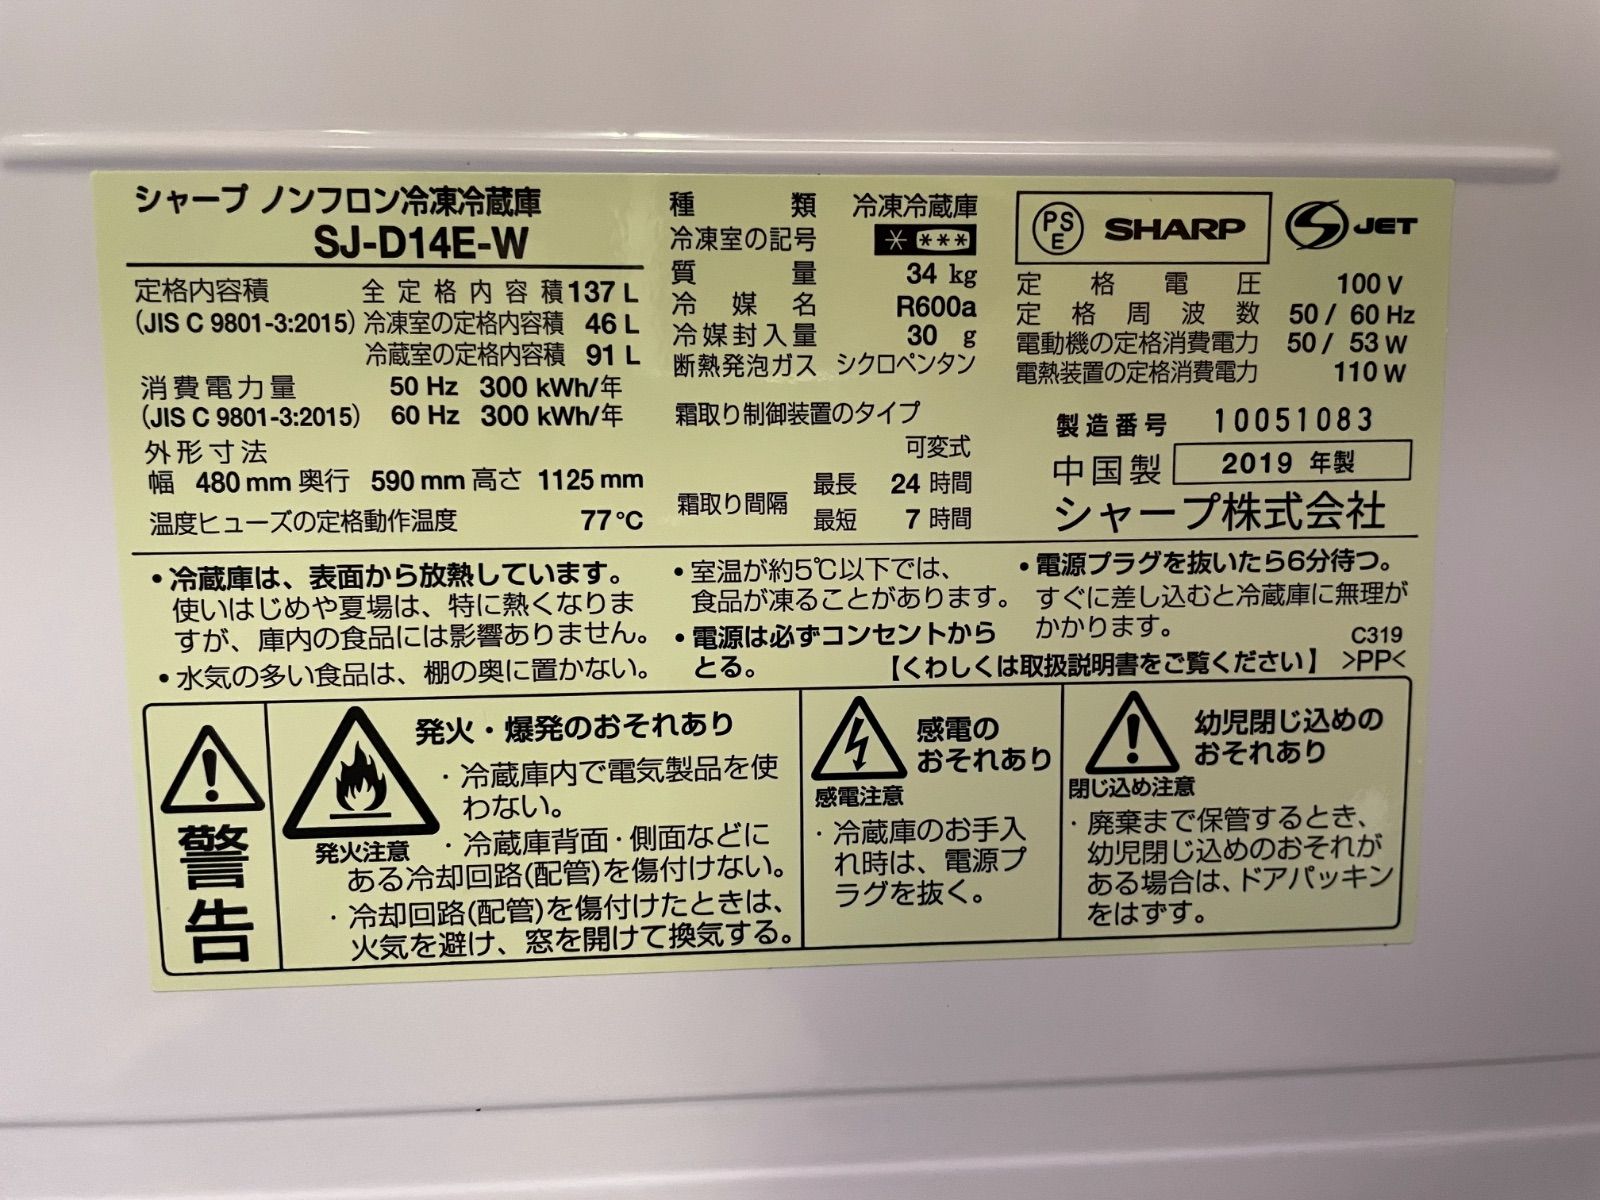 シャープ ノンフロン冷凍冷蔵庫
SJ-D14E-W
定格内容積 全定格内容積 137 L
(JIS C 9801-3:2015) 冷凍室の定格内容積 46 L
冷蔵室の定格内容積 91 L
消費電力量 50 Hz 300 kWh/年
(JIS C 9801-3:2015) 60 Hz 300 kWh/年
外形寸法
幅 480 mm 奥行 590 mm 高さ 1125 mm
温度ヒューズの定格動作温度 77 ℃
種類 冷凍冷蔵庫
冷凍室の記号 * ***
質量 34 kg
冷媒名 R600a
冷媒封入量 30 g
断熱発泡ガス シクロペンタン
霜取り制御装置のタイプ
可変式
霜取り間隔 最長 24 時間
最短 7 時間
PSE SHARP S JET
定格電圧 100 V
定格周波数 50 / 60 Hz
電動機の定格消費電力 50 / 53 W
電熱装置の定格消費電力 110 W
製造番号 10051083
中国製 2019 年製
シャープ株式会社
• 冷蔵庫は、表面から放熱しています。
使いはじめや夏場は、特に熱くなりま
すが、庫内の食品には影響ありません。
• 水気の多い食品は、棚の奥に置かない。
• 室温が約5℃以下では、
食品が凍ることがあります。
• 電源は必ずコンセントから
とる。
• 電源プラグを抜いたら6分待つ。
すぐに差し込むと冷蔵庫に無理が
かかります。
C319
【くわしくは取扱説明書をご覧ください】 >PP<
警告
発火注意
発火・爆発のおそれあり
・冷蔵庫内で電気製品を使
わない。
・冷蔵庫背面・側面などに
ある冷却回路(配管)を傷付けない。
・冷却回路(配管)を傷付けたときは、
火気を避け、窓を開けて換気する。
感電の
おそれあり
感電注意
・冷蔵庫のお手入
れ時は、電源プ
ラグを抜く。
幼児閉じ込めの
おそれあり
閉じ込め注意
・廃棄まで保管するとき、
幼児閉じ込めのおそれが
ある場合は、ドアパッキン
をはずす。